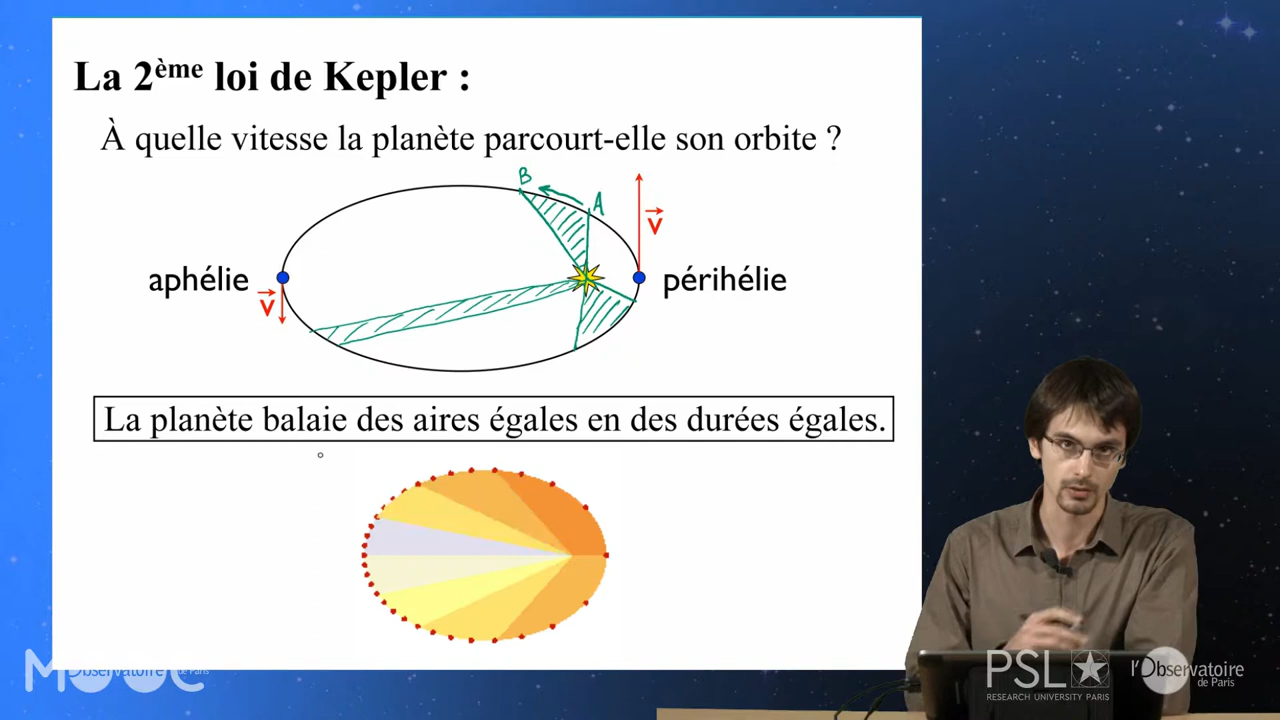 La 2ème loi de Kepler :
À quelle vitesse la planète parcourt-elle son orbite ?
B
A
v
aphélie
périhélie
v
La planète balaie des aires égales en des durées égales.
MOOC
l'Observatoire
de Paris
PSL
RESEARCH UNIVERSITY PARIS
l'Observatoire
de Paris